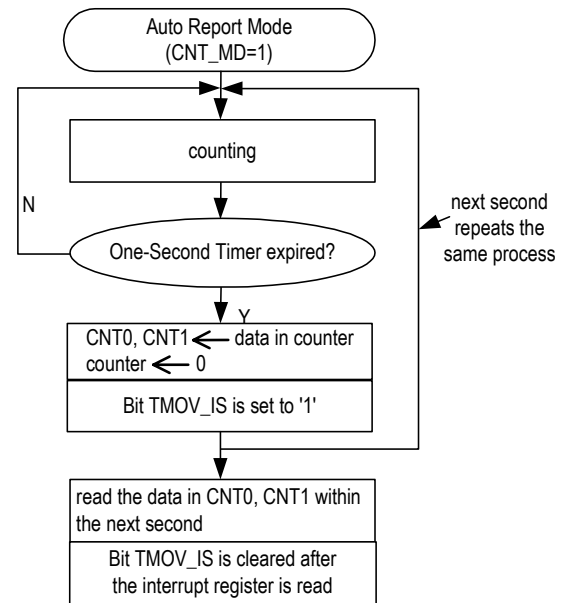 Auto Report Mode
(CNT_MD=1)
counting
N
next second
repeats the
same process
One-Second Timer expired?
Y
CNT0, CNT1 ← data in counter
counter ← 0
Bit TMOV_IS is set to '1'
read the data in CNT0, CNT1 within
the next second
Bit TMOV_IS is cleared after
the interrupt register is read